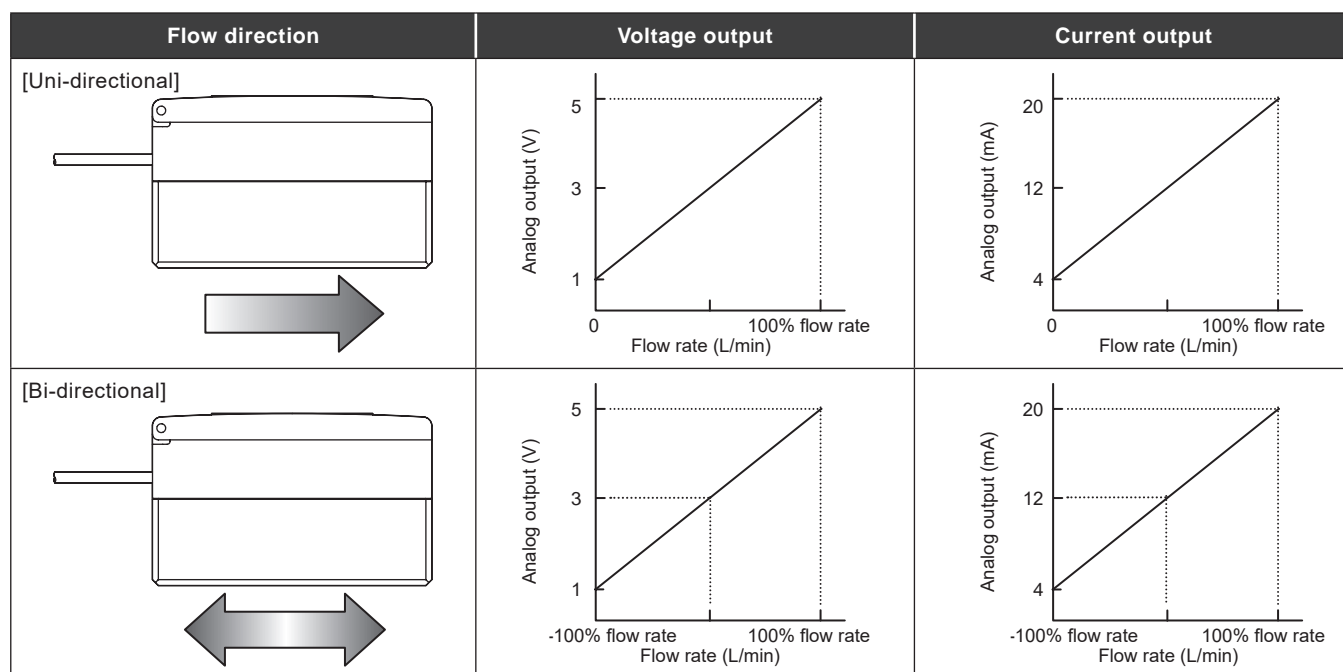 Flow direction
Voltage output
Current output
[Uni-directional]
Analog output (V)
5
3
1
0
100% flow rate
Flow rate (L/min)
Analog output (mA)
20
12
4
0
100% flow rate
Flow rate (L/min)
[Bi-directional]
Analog output (V)
5
3
1
-100% flow rate
100% flow rate
Flow rate (L/min)
Analog output (mA)
20
12
4
-100% flow rate
100% flow rate
Flow rate (L/min)